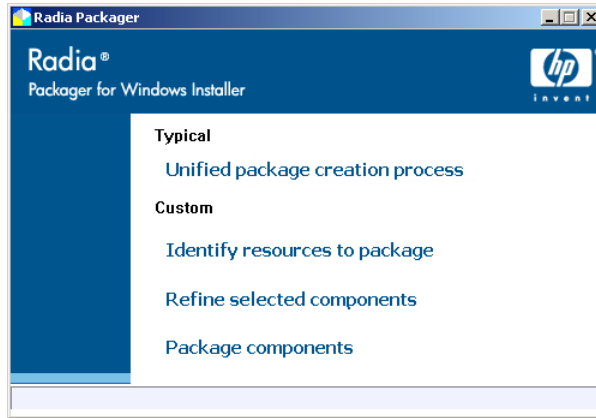 Radia Packager
Radia ®
Packager for Windows Installer
hp
invent
Typical
Unified package creation process
Custom
Identify resources to package
Refine selected components
Package components